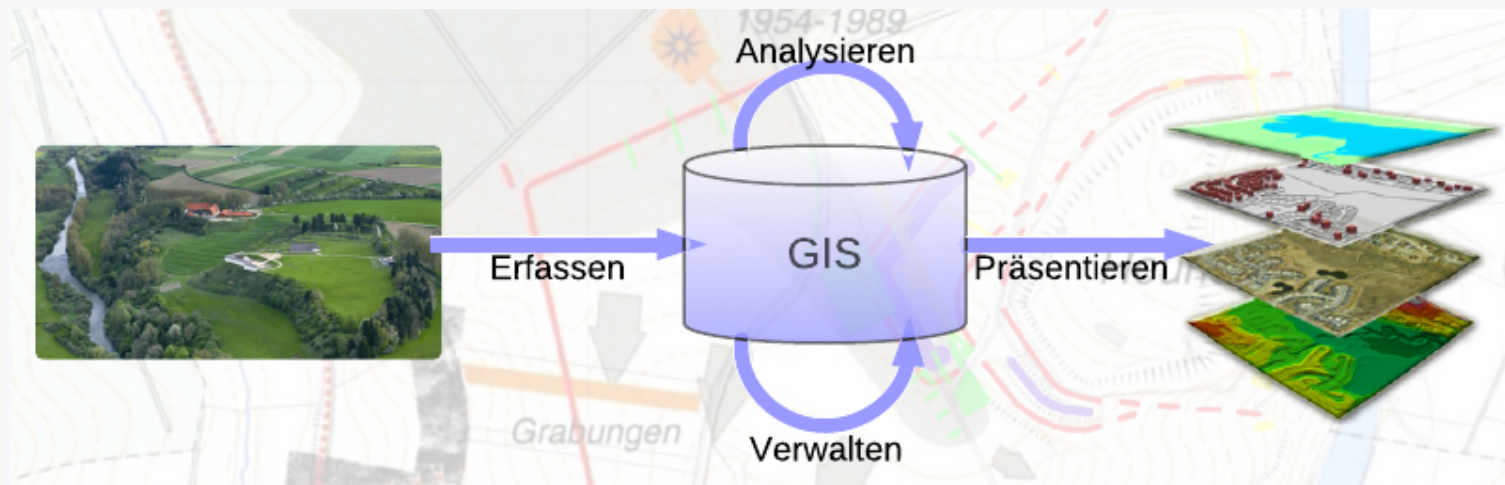 1954-1989
Analysieren
GIS
Erfassen
Präsentieren
Grabungen
Verwalten